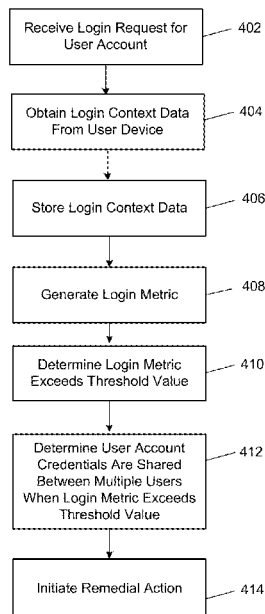 Receive Login Request for
User Account
402
Obtain Login Context Data
From User Device
404
Store Login Context Data
406
Generate Login Metric
408
Determine Login Metric
Exceeds Threshold Value
410
Determine User Account
Credentials Are Shared
Between Multiple Users
When Login Metric Exceeds
Threshold Value
412
Initiate Remedial Action
414